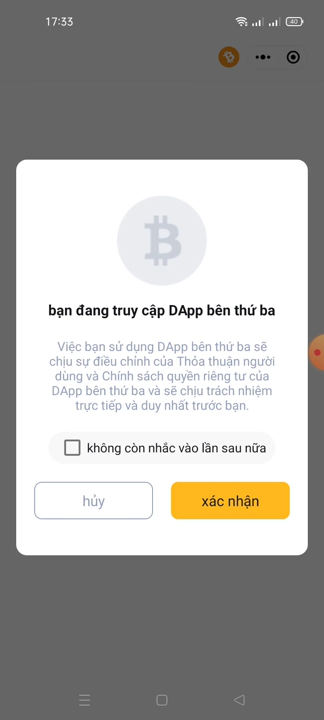 17:33
40
bạn đang truy cập DApp bên thứ ba
Việc bạn sử dụng DApp bên thứ ba sẽ
chịu sự điều chỉnh của Thỏa thuận người
dùng và Chính sách quyền riêng tư của
DApp bên thứ ba và sẽ chịu trách nhiệm
trực tiếp và duy nhất trước bạn.
không còn nhắc vào lần sau nữa
hủy
xác nhận